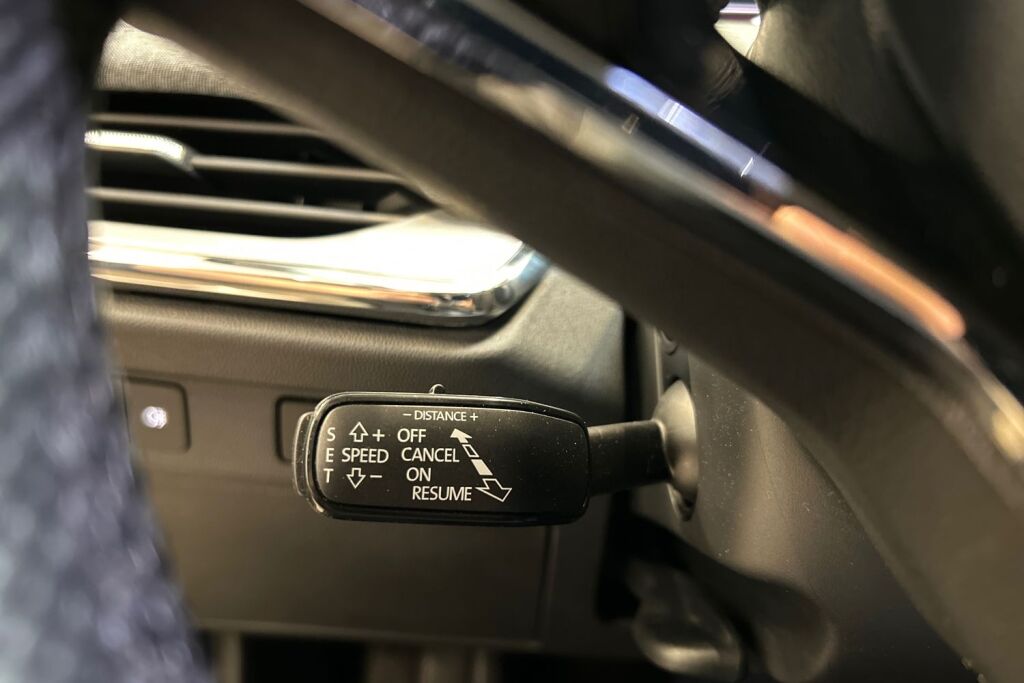 − DISTANCE +
S + OFF
E SPEED CANCEL
T − ON
RESUME